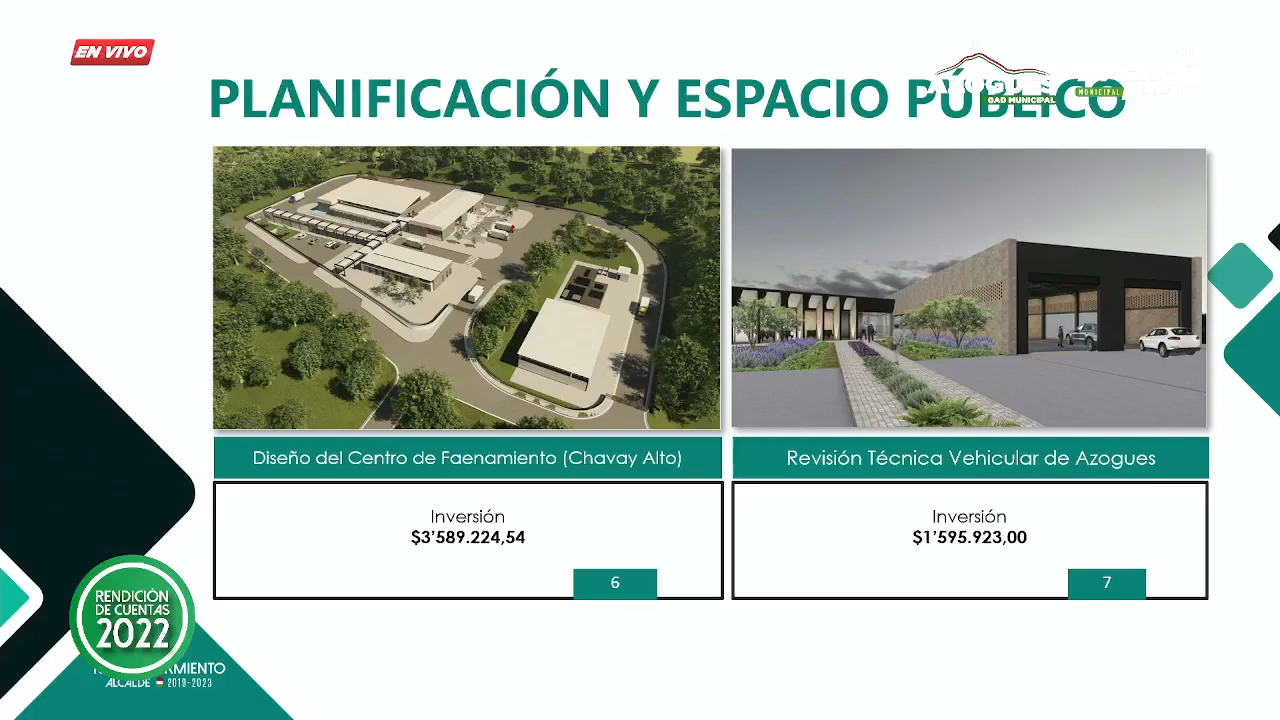 EN VIVO
PLANIFICACIÓN Y ESPACIO PÚBLICO
AZOGUES
GAD MUNICIPAL
MUNICIPAL
Diseño del Centro de Faenamiento (Chavay Alto)
Revisión Técnica Vehicular de Azogues
Inversión
$3’589.224,54
6
Inversión
$1’595.923,00
7
RENDICIÓN
DE CUENTAS
2022
ALCALDE 2019-2023